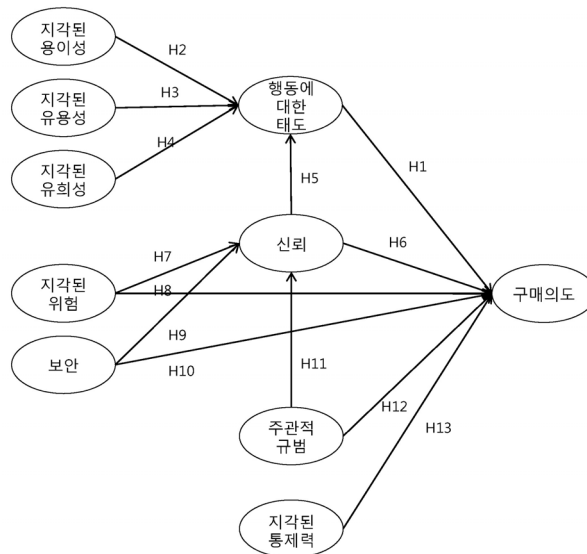 지각된
용이성
H2
지각된
유용성
H3
행동에
대한
태도
H4
지각된
유희성
H5
H1
신뢰
H6
H7
지각된
위험
H8
구매의도
보안
H9
H10
H11
주관적
규범
H12
H13
지각된
통제력